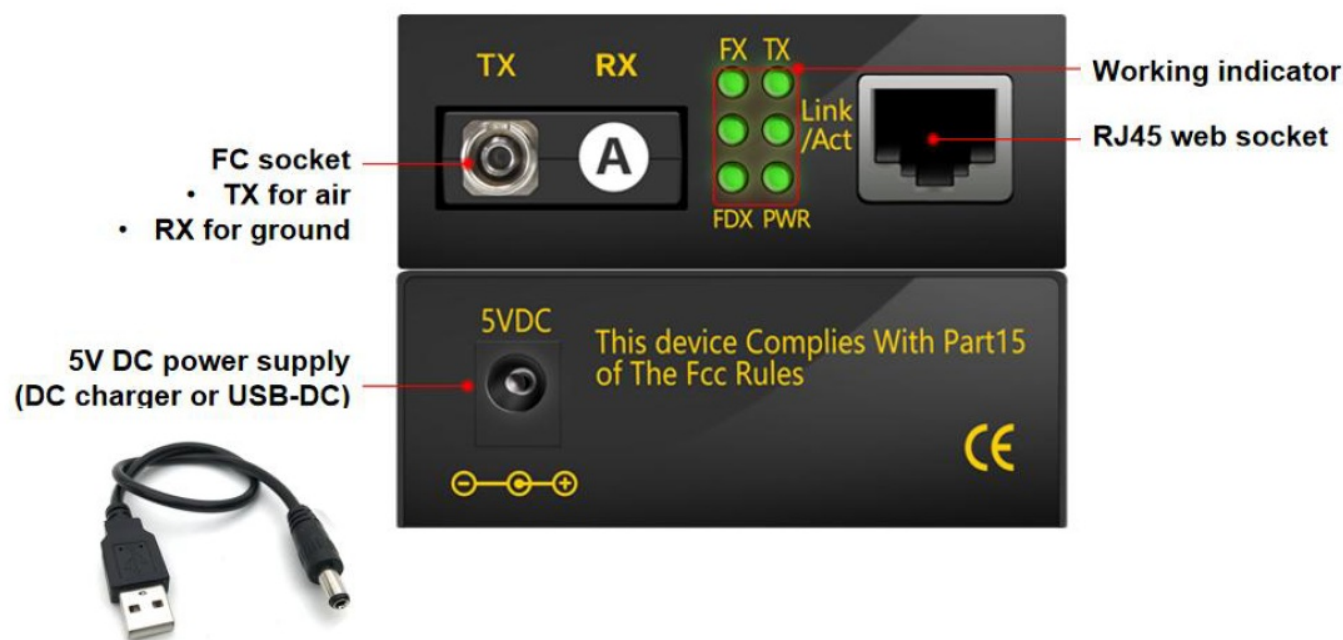 TX RX
FX TX
Link
/Act
FDX PWR
A
Working indicator
RJ45 web socket
FC socket
• TX for air
• RX for ground
5VDC
This device Complies With Part15
of The Fcc Rules
CE
5V DC power supply
(DC charger or USB-DC)